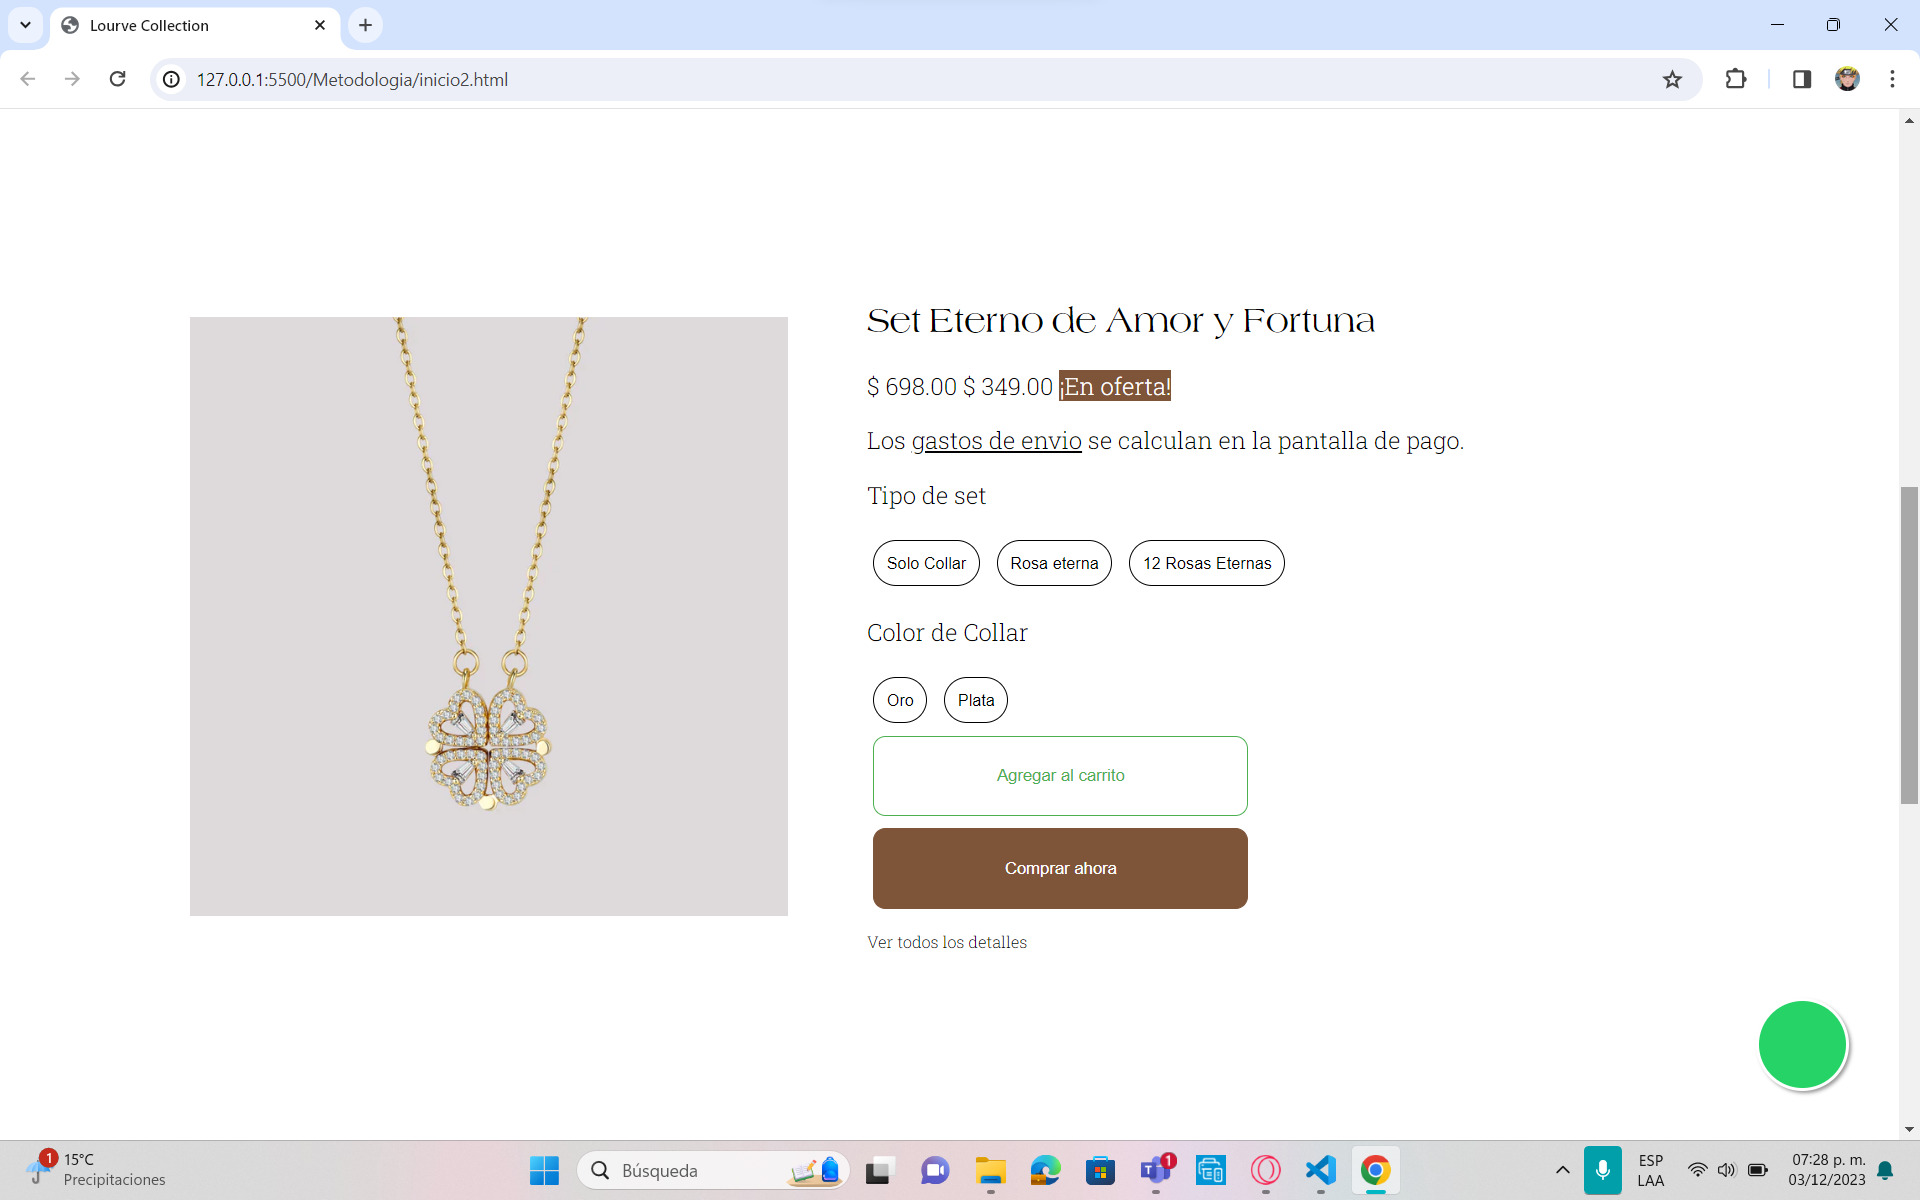 Lourve Collection
127.0.0.1:5500/Metodologia/inicio2.html
Set Eterno de Amor y Fortuna
$ 698.00 $ 349.00 ¡En oferta!
Los gastos de envio se calculan en la pantalla de pago.
Tipo de set
Solo Collar Rosa eterna 12 Rosas Eternas
Color de Collar
Oro Plata
Agregar al carrito
Comprar ahora
Ver todos los detalles
1
15°C
Precipitaciones
Búsqueda
1
ESP
LAA
07:28 p. m.
03/12/2023